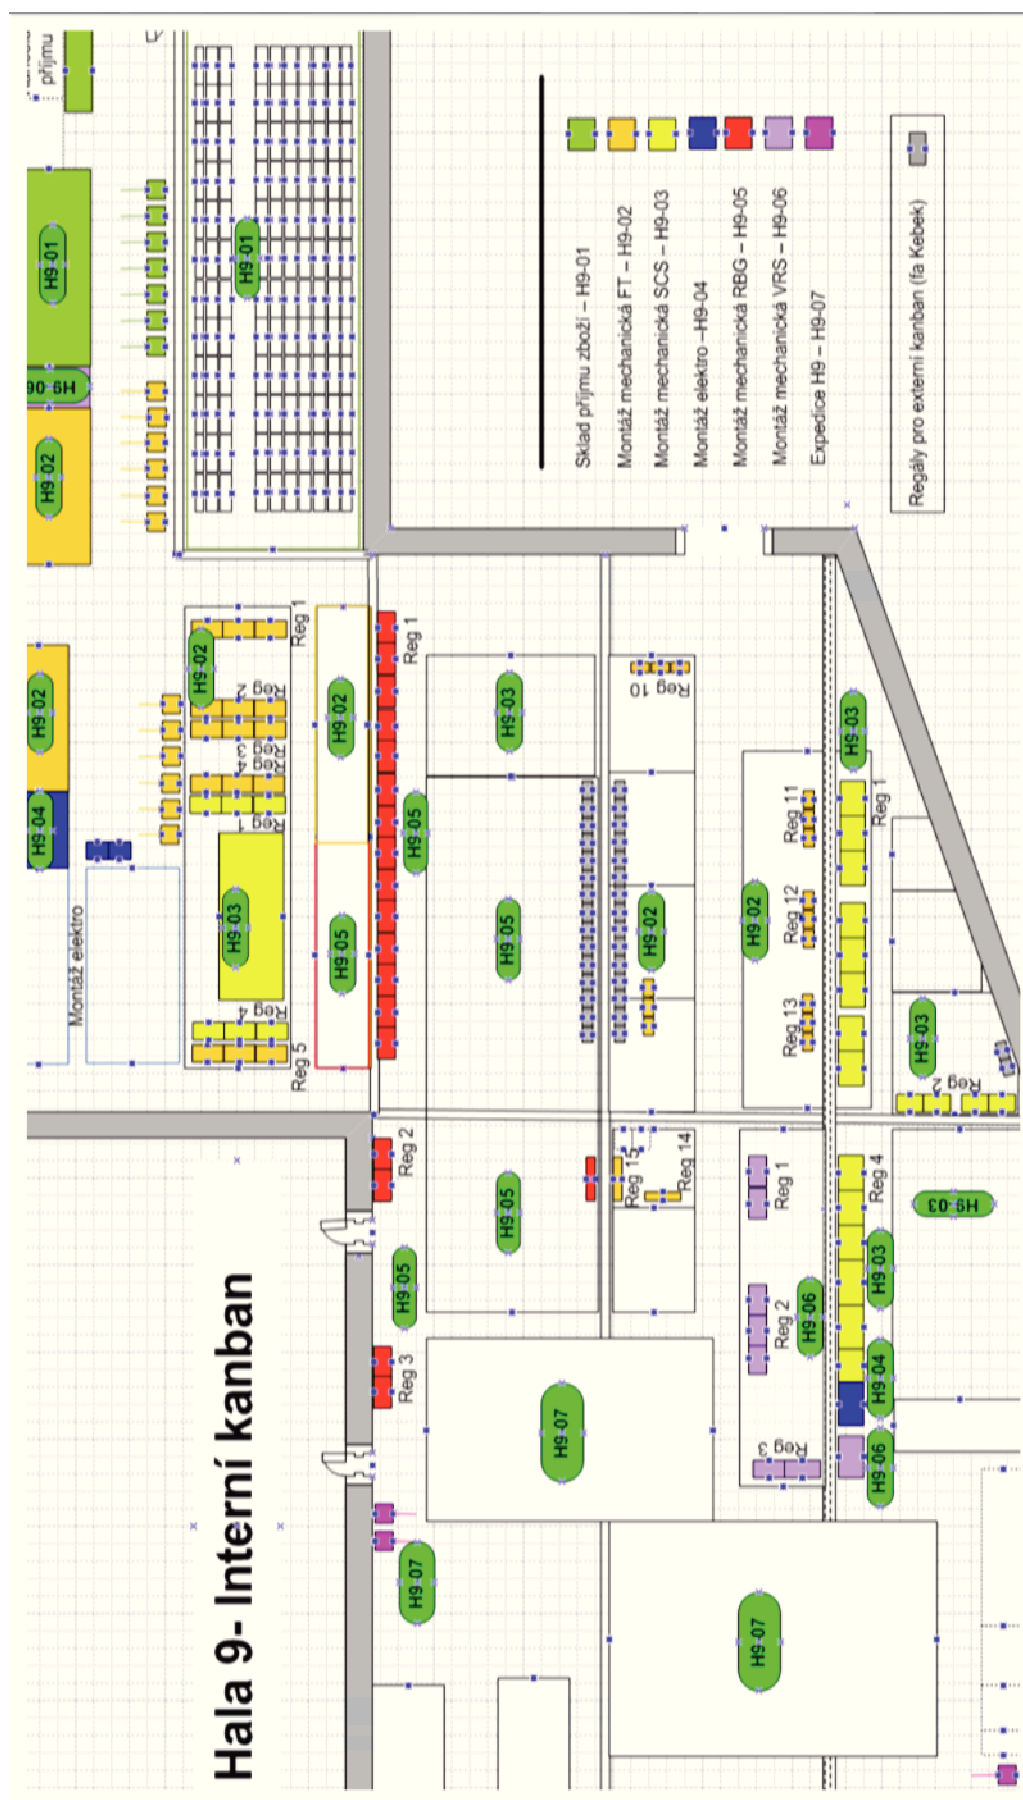 Hala 9- Interní kanban
příjmu
H9-01
H9-06
H9-02
H9-01
H9-02
H9-04
Montáž elektro
H9-02
Reg 1
Reg 2
Reg 3
Reg 4
H9-03
Reg 4
Reg 5
H9-02
H9-05
Reg 1
H9-05
H9-03
H9-05
H9-02
Reg 10
H9-02
Reg 11
Reg 12
Reg 13
H9-03
Reg 1
H9-03
Reg 2
Reg 2
H9-05
H9-05
Reg 3
Reg 15
Reg 14
Reg 1
Reg 2
H9-06
Reg 3
Reg 4
H9-03
H9-03
H9-04
H9-06
H9-07
H9-07
H9-07
Sklad příjmu zboží – H9-01
Montáž mechanická FT – H9-02
Montáž mechanická SCS – H9-03
Montáž elektro –H9-04
Montáž mechanická RBG – H9-05
Montáž mechanická VRS – H9-06
Expedice H9 – H9-07
Regály pro externí kanban (fa Kebek)